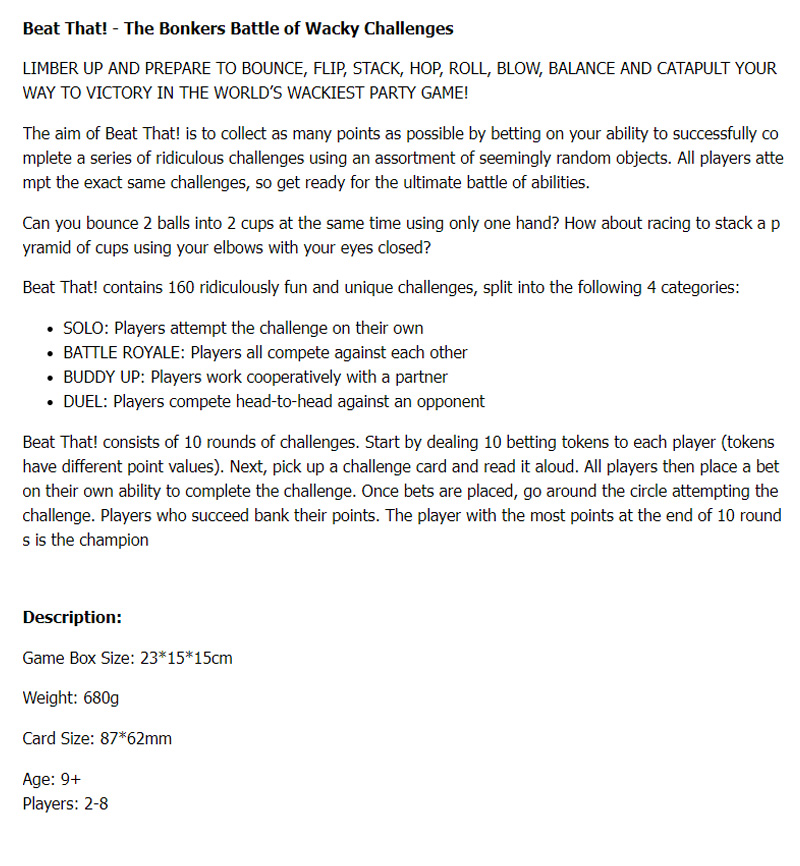 Beat That! - The Bonkers Battle of Wacky Challenges
LIMBER UP AND PREPARE TO BOUNCE, FLIP, STACK, HOP, ROLL, BLOW, BALANCE AND CATAPULT YOUR
WAY TO VICTORY IN THE WORLD’S WACKIEST PARTY GAME!
The aim of Beat That! is to collect as many points as possible by betting on your ability to successfully co
mplete a series of ridiculous challenges using an assortment of seemingly random objects. All players atte
mpt the exact same challenges, so get ready for the ultimate battle of abilities.
Can you bounce 2 balls into 2 cups at the same time using only one hand? How about racing to stack a p
yramid of cups using your elbows with your eyes closed?
Beat That! contains 160 ridiculously fun and unique challenges, split into the following 4 categories:
• SOLO: Players attempt the challenge on their own
• BATTLE ROYALE: Players all compete against each other
• BUDDY UP: Players work cooperatively with a partner
• DUEL: Players compete head-to-head against an opponent
Beat That! consists of 10 rounds of challenges. Start by dealing 10 betting tokens to each player (tokens
have different point values). Next, pick up a challenge card and read it aloud. All players then place a bet
on their own ability to complete the challenge. Once bets are placed, go around the circle attempting the
challenge. Players who succeed bank their points. The player with the most points at the end of 10 round
s is the champion
Description:
Game Box Size: 23*15*15cm
Weight: 680g
Card Size: 87*62mm
Age: 9+
Players: 2-8